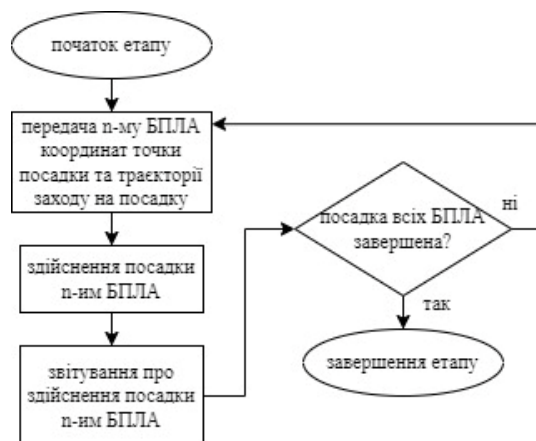 початок етапу
передача n-му БПЛА
координат точки
посадки та траєкторії
заходу на посадку
здійснення посадки
n-им БПЛА
звітування про
здійснення посадки
n-им БПЛА
посадка всіх БПЛА
завершена?
ні
так
завершення етапу